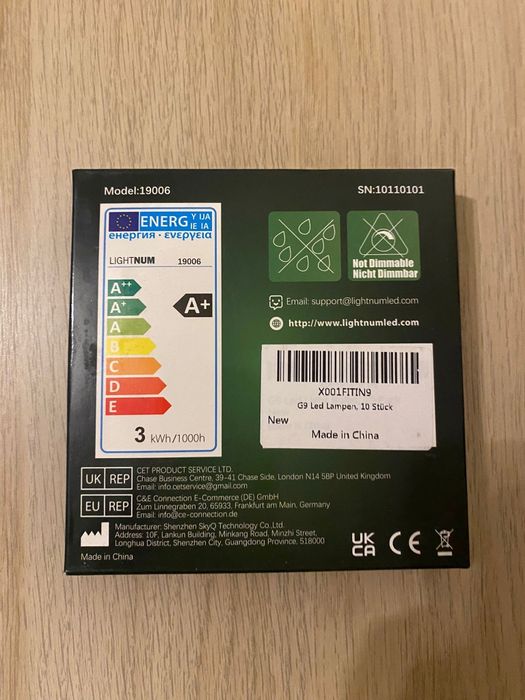 Model:19006
SN:10110101
ENERG Y IJA
IE IA
енергия · ενεργεια
LIGHTNUM 19006
A++
A+
A
B
C
D
E
A+
3 kWh/1000h
Not Dimmable
Nicht Dimmbar
Email: support@lightnumled.com
http://www.lightnumled.com
X001FITIN9
G9 Led Lampen, 10 Stück
New
Made in China
UK REP
CET PRODUCT SERVICE LTD.
Chase Business Centre, 39-41 Chase Side, London N14 5BP United Kingdom
Email: info.cetservice@gmail.com
EU REP
C&E Connection E-Commerce (DE) GmbH
Zum Linnegraben 20, 65933, Frankfurt am Main, Germany
Email: info@ce-connection.de
Manufacturer: Shenzhen SkyQ Technology Co.,Ltd.
Address: 10F, Lankun Building, Minkang Road, Minzhi Street,
Longhua District, Shenzhen City, Guangdong Province, 518000
Made in China
UK
CA
CE